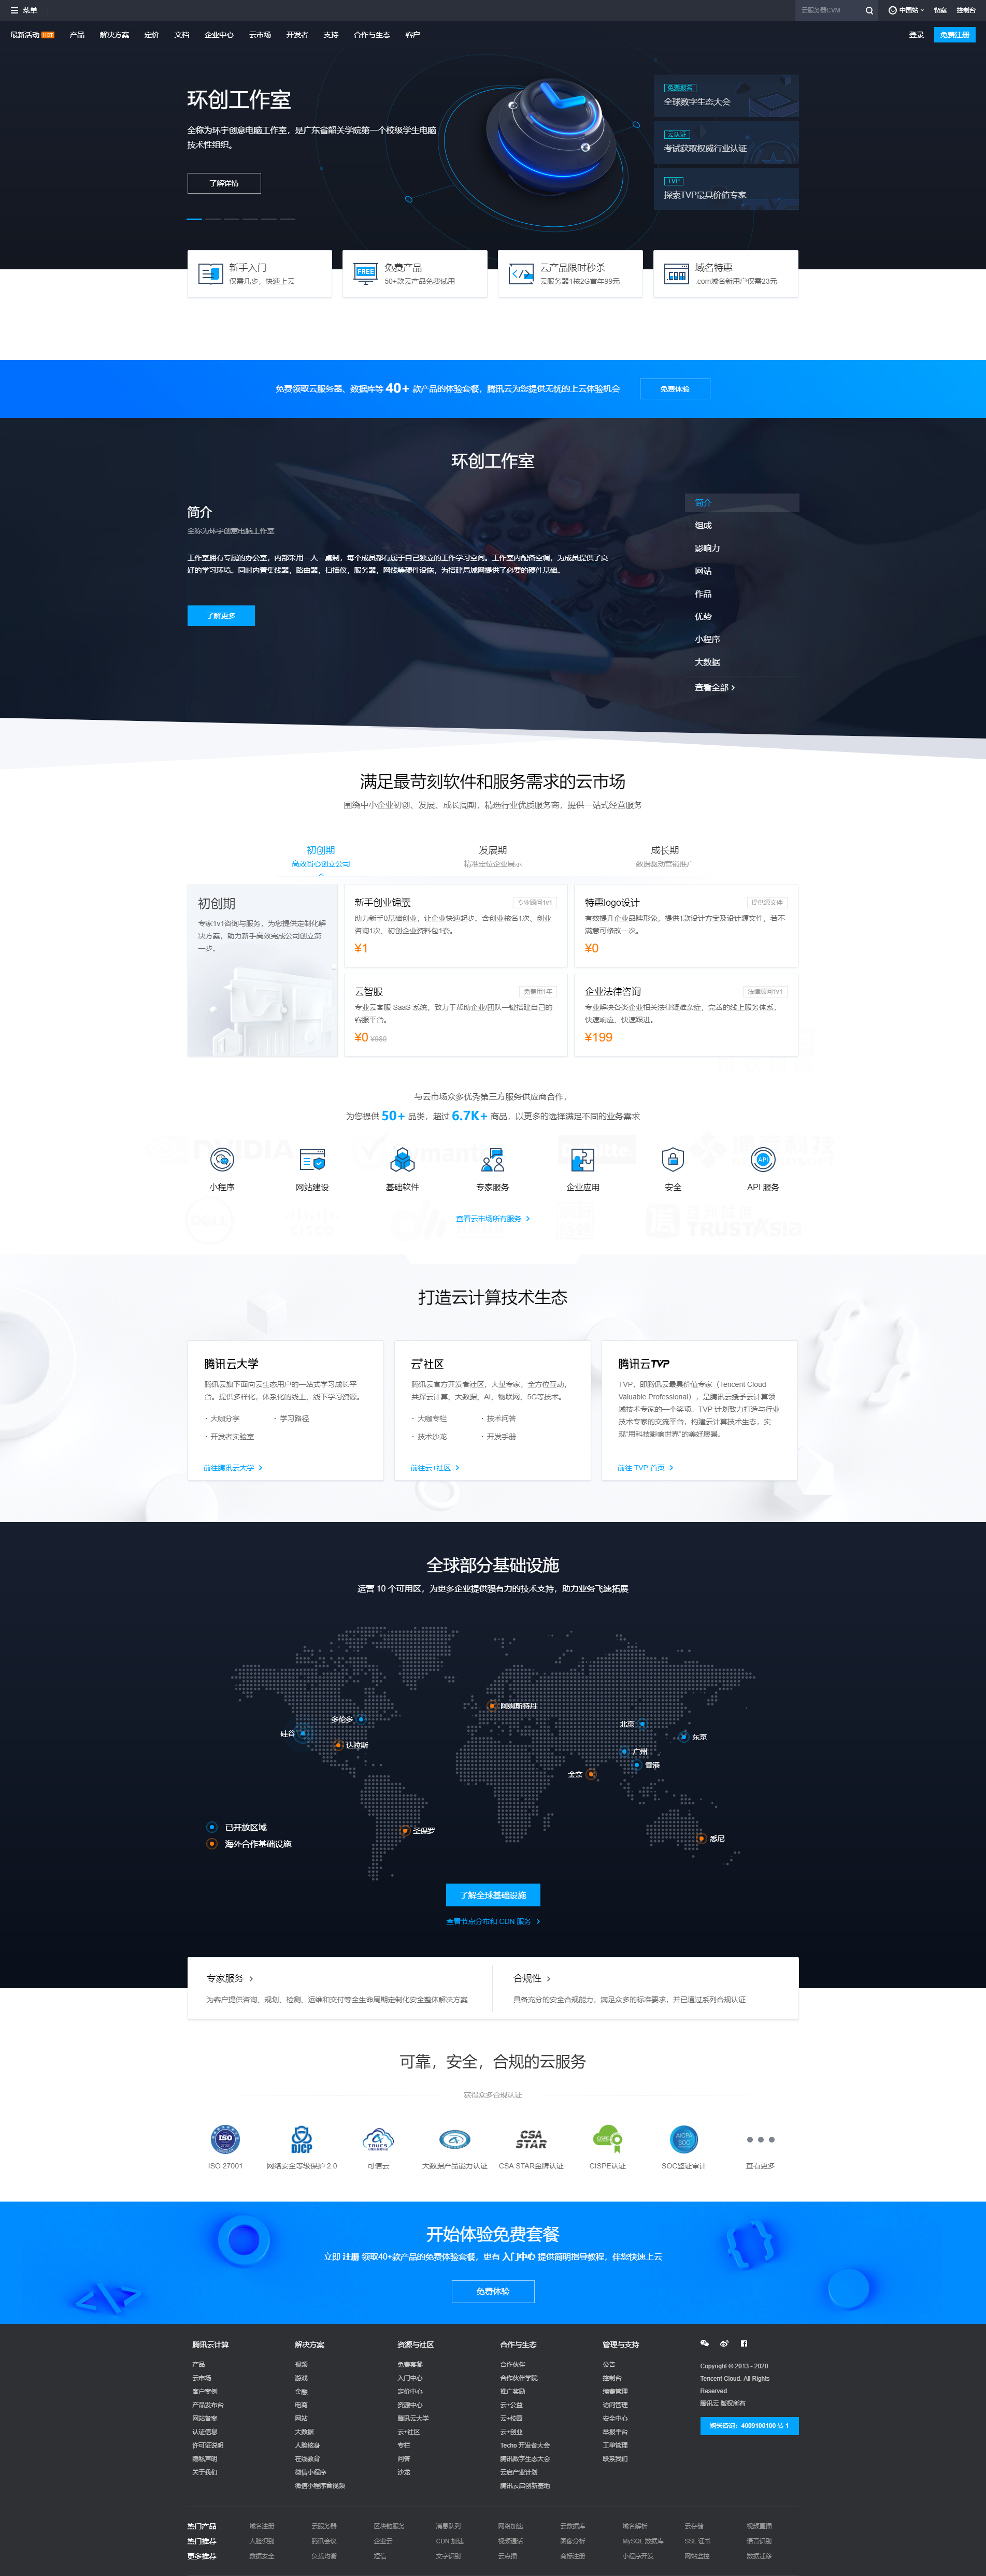 菜单
云服务器CVM
中国站
备案
控制台
最新活动 HOT
产品
解决方案
定价
文档
企业中心
云市场
开发者
支持
合作与生态
客户
登录
免费注册
环创工作室
全称为环宇创意电脑工作室，是广东省韶关学院第一个校级学生电脑
技术性组织。
了解详情
免费报名
全球数字生态大会
云认证
考试获取权威行业认证
TVP
探索TVP最具价值专家
新手入门
仅需几步，快速上云
免费产品
50+款云产品免费试用
云产品限时秒杀
云服务器1核2G首年99元
域名特惠
.com域名新用户仅需23元
免费领取云服务器、数据库等 40+ 款产品的体验套餐，腾讯云为您提供无忧的上云体验机会
免费体验
环创工作室
简介
全称为环宇创意电脑工作室
工作室拥有专属的办公室，内部采用一人一桌制，每个成员都有属于自己独立的工作学习空间。工作室内配备空调，为成员提供了良
好的学习环境。同时内置集线器，路由器，扫描仪，服务器，网线等硬件设施，为搭建局域网提供了必要的硬件基础。
了解更多
简介
组成
影响力
网站
作品
优势
小程序
大数据
查看全部
满足最苛刻软件和服务需求的云市场
围绕中小企业初创、发展、成长周期，精选行业优质服务商，提供一站式经营服务
初创期
高效省心创立公司
发展期
精准定位企业展示
成长期
数据驱动营销推广
初创期
专家1v1咨询与服务，为您提供定制化解
决方案，助力新手高效完成公司创立第
一步。
新手创业锦囊
专业顾问1v1
助力新手0基础创业，让企业快速起步。含创业核名1次、创业
咨询1次、初创企业资料包1套。
¥1
特惠logo设计
提供源文件
有效提升企业品牌形象，提供1款设计方案及设计源文件，若不
满意可修改一次。
¥0
云智服
免费用1年
专业云客服 SaaS 系统，致力于帮助企业/团队一键搭建自己的
客服平台。
¥0 ¥980
企业法律咨询
法律顾问1v1
专业解决各类企业相关法律疑难杂症，完善的线上服务体系，
快速响应、快速跟进。
¥199
与云市场众多优秀第三方服务供应商合作，
为您提供 50+ 品类，超过 6.7K+ 商品，以更多的选择满足不同的业务需求
小程序
网站建设
基础软件
专家服务
企业应用
安全
API 服务
查看云市场所有服务
打造云计算技术生态
腾讯云大学
腾讯云旗下面向云生态用户的一站式学习成长平
台。提供多样化、体系化的线上、线下学习资源。
· 大咖分享
· 学习路径
· 开发者实验室
前往腾讯云大学
云+社区
腾讯云官方开发者社区，大量专家，全方位互动，
共探云计算、大数据、AI、物联网、5G等技术。
· 大咖专栏
· 技术问答
· 技术沙龙
· 开发手册
前往云+社区
腾讯云TVP
TVP，即腾讯云最具价值专家（Tencent Cloud
Valuable Professional），是腾讯云授予云计算领
域技术专家的一个奖项。TVP 计划致力打造与行业
技术专家的交流平台，构建云计算技术生态，实
现“用科技影响世界”的美好愿景。
前往 TVP 首页
全球部分基础设施
运营 10 个可用区，为更多企业提供强有力的技术支持，助力业务飞速拓展
阿姆斯特丹
多伦多
北京
硅谷
东京
达拉斯
广州
香港
金奈
圣保罗
悉尼
已开放区域
海外合作基础设施
了解全球基础设施
查看节点分布和 CDN 服务
专家服务
为客户提供咨询、规划、检测、运维和交付等全生命周期定制化安全整体解决方案
合规性
具备充分的安全合规能力，满足众多的标准要求，并已通过系列合规认证
可靠，安全，合规的云服务
获得众多合规认证
ISO 27001
网络安全等级保护 2.0
可信云
大数据产品能力认证
CSA STAR金牌认证
CISPE认证
SOC鉴证审计
查看更多
开始体验免费套餐
立即 注册 领取40+款产品的免费体验套餐，更有 入门中心 提供简明指导教程，伴您快速上云
免费体验
腾讯云计算
产品
云市场
客户案例
产品发布台
网站备案
认证信息
许可证说明
隐私声明
关于我们
解决方案
视频
游戏
金融
电商
网站
大数据
人脸核身
在线教育
微信小程序
微信小程序音视频
资源与社区
免费套餐
入门中心
定价中心
资源中心
腾讯云大学
云+社区
专栏
问答
沙龙
合作与生态
合作伙伴
合作伙伴学院
推广奖励
云+公益
云+校园
云+创业
Techo 开发者大会
腾讯数字生态大会
云启产业计划
腾讯云启创新基地
管理与支持
公告
控制台
续费管理
访问管理
安全中心
举报平台
工单管理
联系我们
Copyright © 2013 - 2020
Tencent Cloud. All Rights
Reserved.
腾讯云 版权所有
购买咨询：4009100100 转 1
热门产品
域名注册
云服务器
区块链服务
消息队列
网络加速
云数据库
域名解析
云存储
视频直播
热门推荐
人脸识别
腾讯会议
企业云
CDN 加速
视频通话
图像分析
MySQL 数据库
SSL 证书
语音识别
更多推荐
数据安全
负载均衡
短信
文字识别
云点播
商标注册
小程序开发
网站监控
数据迁移